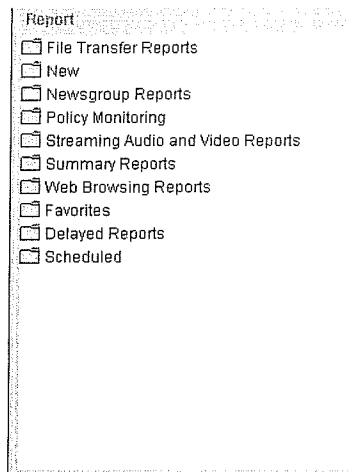 Report
File Transfer Reports
New
Newsgroup Reports
Policy Monitoring
Streaming Audio and Video Reports
Summary Reports
Web Browsing Reports
Favorites
Delayed Reports
Scheduled